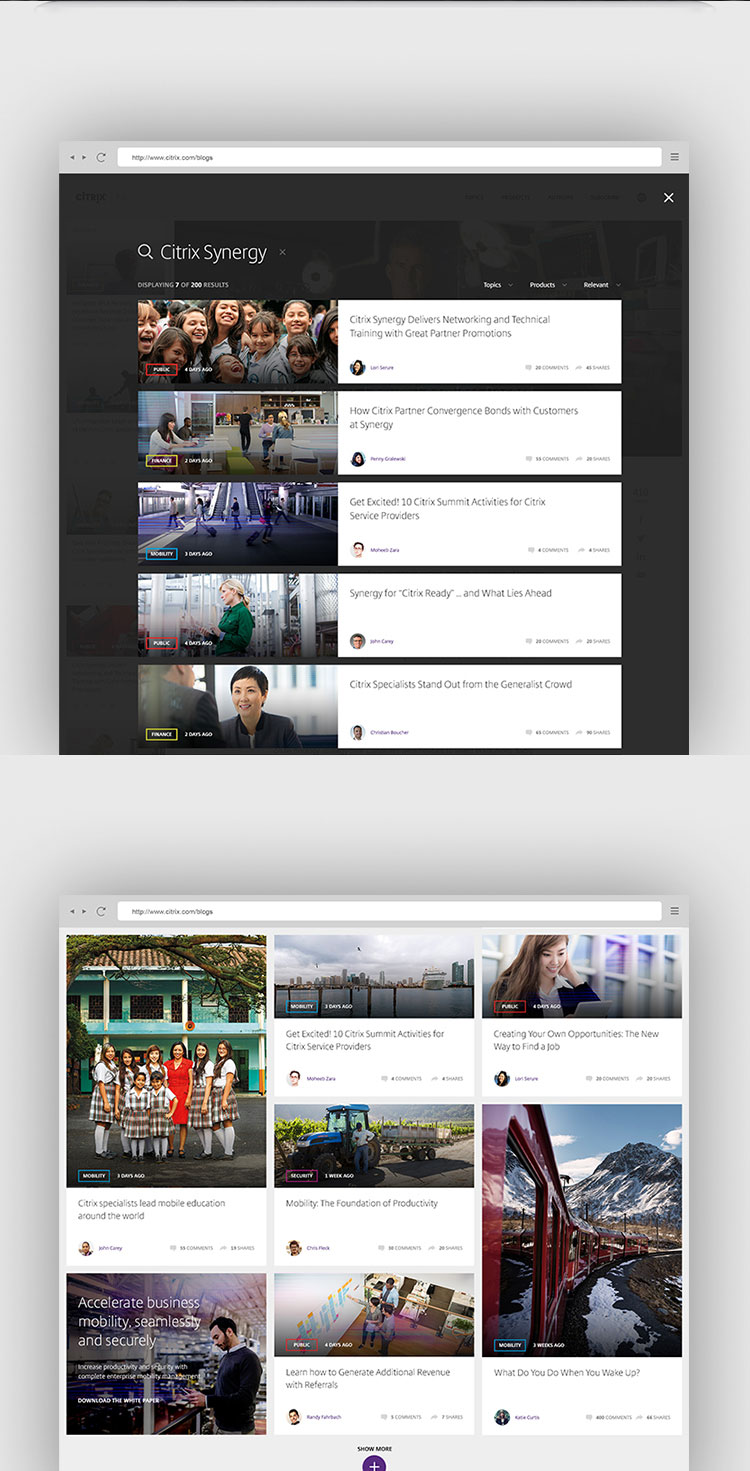 http://www.citrix.com/blogs
CITRIX
TOPICS PRODUCTS AUTHORS SUBSCRIBE
Citrix Synergy
DISPLAYING 7 OF 200 RESULTS
Topics Products Relevant
Citrix Synergy Delivers Networking and Technical
Training with Great Partner Promotions
PUBLIC 4 DAYS AGO
Lori Serure 20 COMMENTS 45 SHARES
How Citrix Partner Convergence Bonds with Customers
at Synergy
FINANCE 2 DAYS AGO
Penny Gralewski 55 COMMENTS 20 SHARES
Get Excited! 10 Citrix Summit Activities for Citrix
Service Providers
MOBILITY 3 DAYS AGO
Moheeb Zara 4 COMMENTS 4 SHARES
Synergy for “Citrix Ready” ... and What Lies Ahead
PUBLIC 4 DAYS AGO
John Carey 20 COMMENTS 20 SHARES
Citrix Specialists Stand Out from the Generalist Crowd
FINANCE 2 DAYS AGO
Christian Boucher 65 COMMENTS 90 SHARES
http://www.citrix.com/blogs
MOBILITY 3 DAYS AGO
Get Excited! 10 Citrix Summit Activities for
Citrix Service Providers
Moheeb Zara 4 COMMENTS 4 SHARES
PUBLIC 4 DAYS AGO
Creating Your Own Opportunities: The New
Way to Find a Job
Lori Serure 20 COMMENTS 20 SHARES
MOBILITY 3 DAYS AGO
Citrix specialists lead mobile education
around the world
John Carey 55 COMMENTS 19 SHARES
SECURITY 1 WEEK AGO
Mobility: The Foundation of Productivity
Chris Fleck 50 COMMENTS 20 SHARES
Accelerate business
mobility, seamlessly
and securely
Increase productivity and security with
complete enterprise mobility management
DOWNLOAD THE WHITE PAPER
PUBLIC 4 DAYS AGO
Learn how to Generate Additional Revenue
with Referrals
Randy Fahrbach 5 COMMENTS 7 SHARES
MOBILITY 3 WEEKS AGO
What Do You Do When You Wake Up?
Katie Curtis 400 COMMENTS 64 SHARES
SHOW MORE